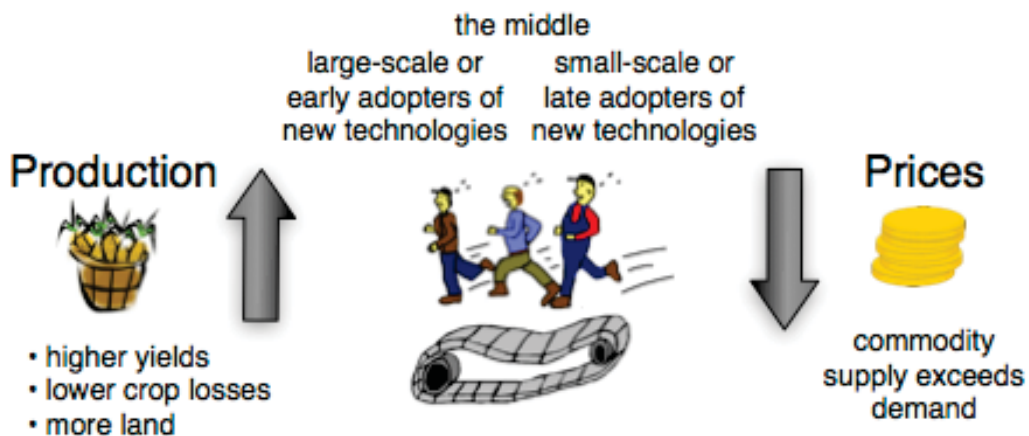 the middle
large-scale or
early adopters of
new technologies
small-scale or
late adopters of
new technologies
Production
• higher yields
• lower crop losses
• more land
Prices
commodity
supply exceeds
demand